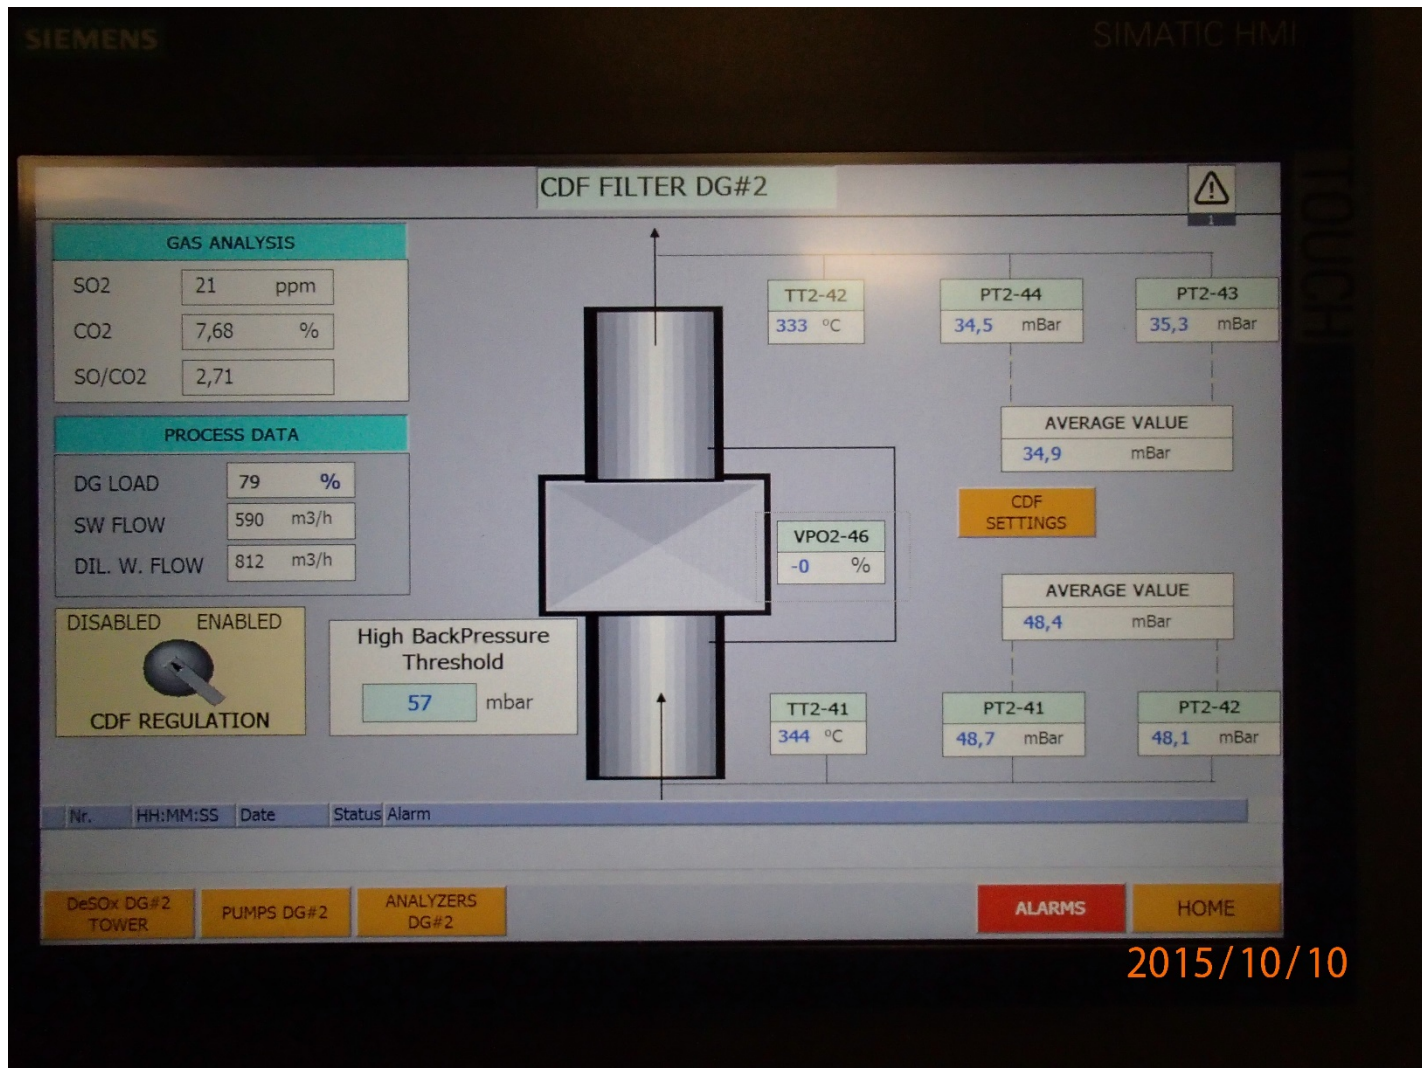 SIEMENS
SIMATIC HMI
TOUCH
CDF FILTER DG#2
1
GAS ANALYSIS
SO2 21 ppm
CO2 7,68 %
SO/CO2 2,71
PROCESS DATA
DG LOAD 79 %
SW FLOW 590 m3/h
DIL. W. FLOW 812 m3/h
DISABLED ENABLED
CDF REGULATION
High BackPressure
Threshold
57 mbar
TT2-42
333 ºC
PT2-44
34,5 mBar
PT2-43
35,3 mBar
AVERAGE VALUE
34,9 mBar
CDF
SETTINGS
VPO2-46
-0 %
AVERAGE VALUE
48,4 mBar
TT2-41
344 ºC
PT2-41
48,7 mBar
PT2-42
48,1 mBar
Nr. HH:MM:SS Date Status Alarm
DeSOx DG#2
TOWER
PUMPS DG#2
ANALYZERS
DG#2
ALARMS
HOME
2015/10/10